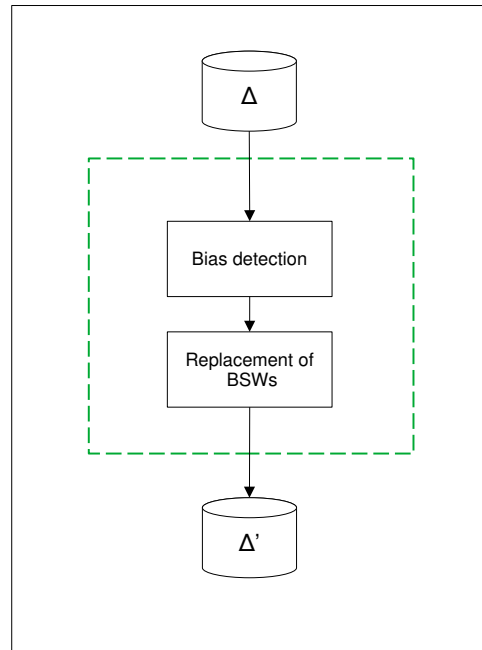 Δ
Bias detection
Replacement of
BSWs
Δ’